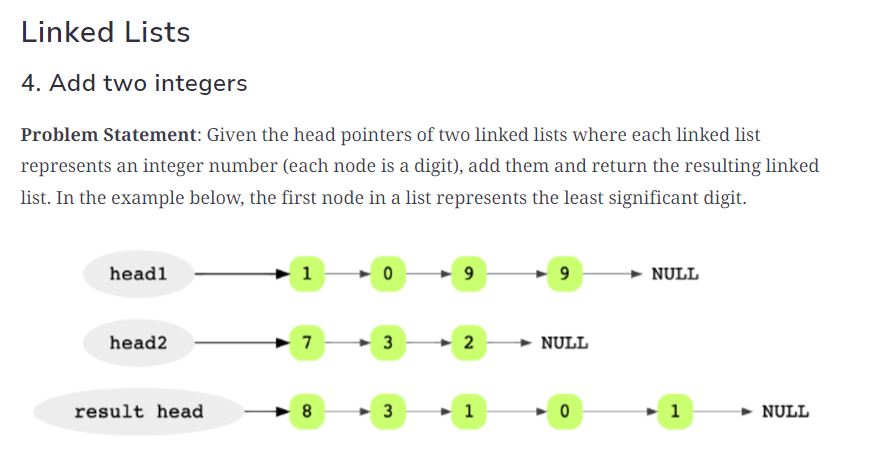 Linked Lists
4. Add two integers
Problem Statement: Given the head pointers of two linked lists where each linked list
represents an integer number (each node is a digit), add them and return the resulting linked
list. In the example below, the first node in a list represents the least significant digit.
head1 1 0 9 9 NULL
head2 7 3 2 NULL
result head 8 3 1 0 1 NULL